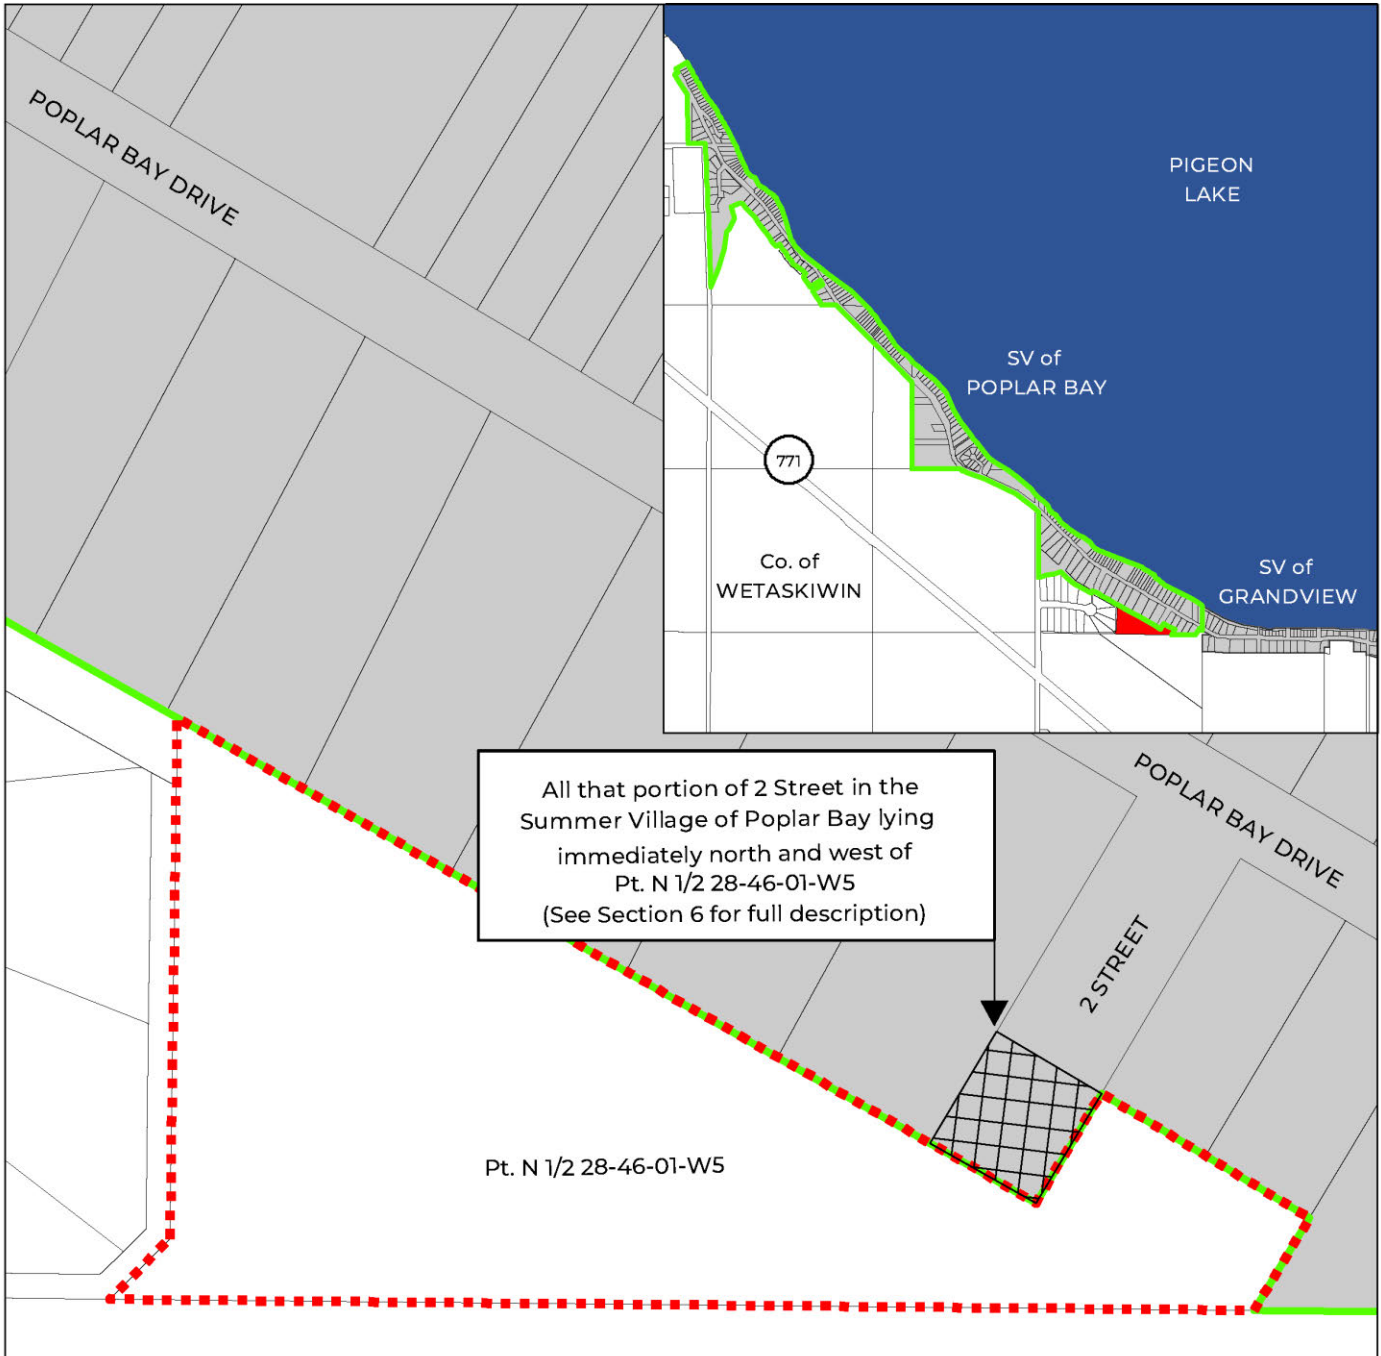 POPLAR BAY DRIVE
PIGEON
LAKE
SV of
POPLAR BAY
771
Co. of
WETASKIWIN
SV of
GRANDVIEW
All that portion of 2 Street in the
Summer Village of Poplar Bay lying
immediately north and west of
Pt. N 1/2 28-46-01-W5
(See Section 6 for full description)
POPLAR BAY DRIVE
2 STREET
Pt. N 1/2 28-46-01-W5